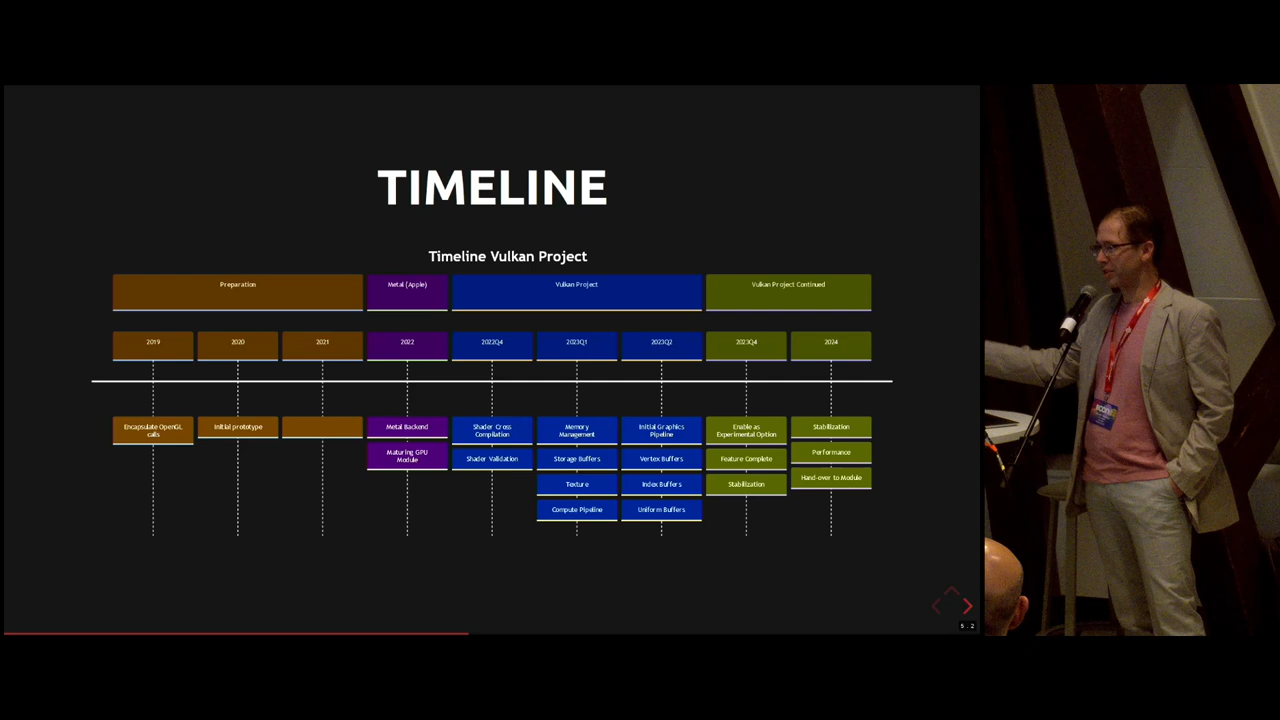 TIMELINE
Timeline Vulkan Project
Preparation
Metal (Apple)
Vulkan Project
Vulkan Project Continued
2019
2020
2021
2022
2022Q4
2023Q1
2023Q2
2023Q4
2024
Encapsulate OpenGL
calls
Initial prototype
Metal Backend
Maturing GPU
Module
Shader Cross
Compilation
Shader Validation
Memory
Management
Storage Buffers
Texture
Compute Pipeline
Initial Graphics
Pipeline
Vertex Buffers
Index Buffers
Uniform Buffers
Enable as
Experimental Option
Feature Complete
Stabilization
Stabilization
Performance
Hand-over to Module
5 . 2